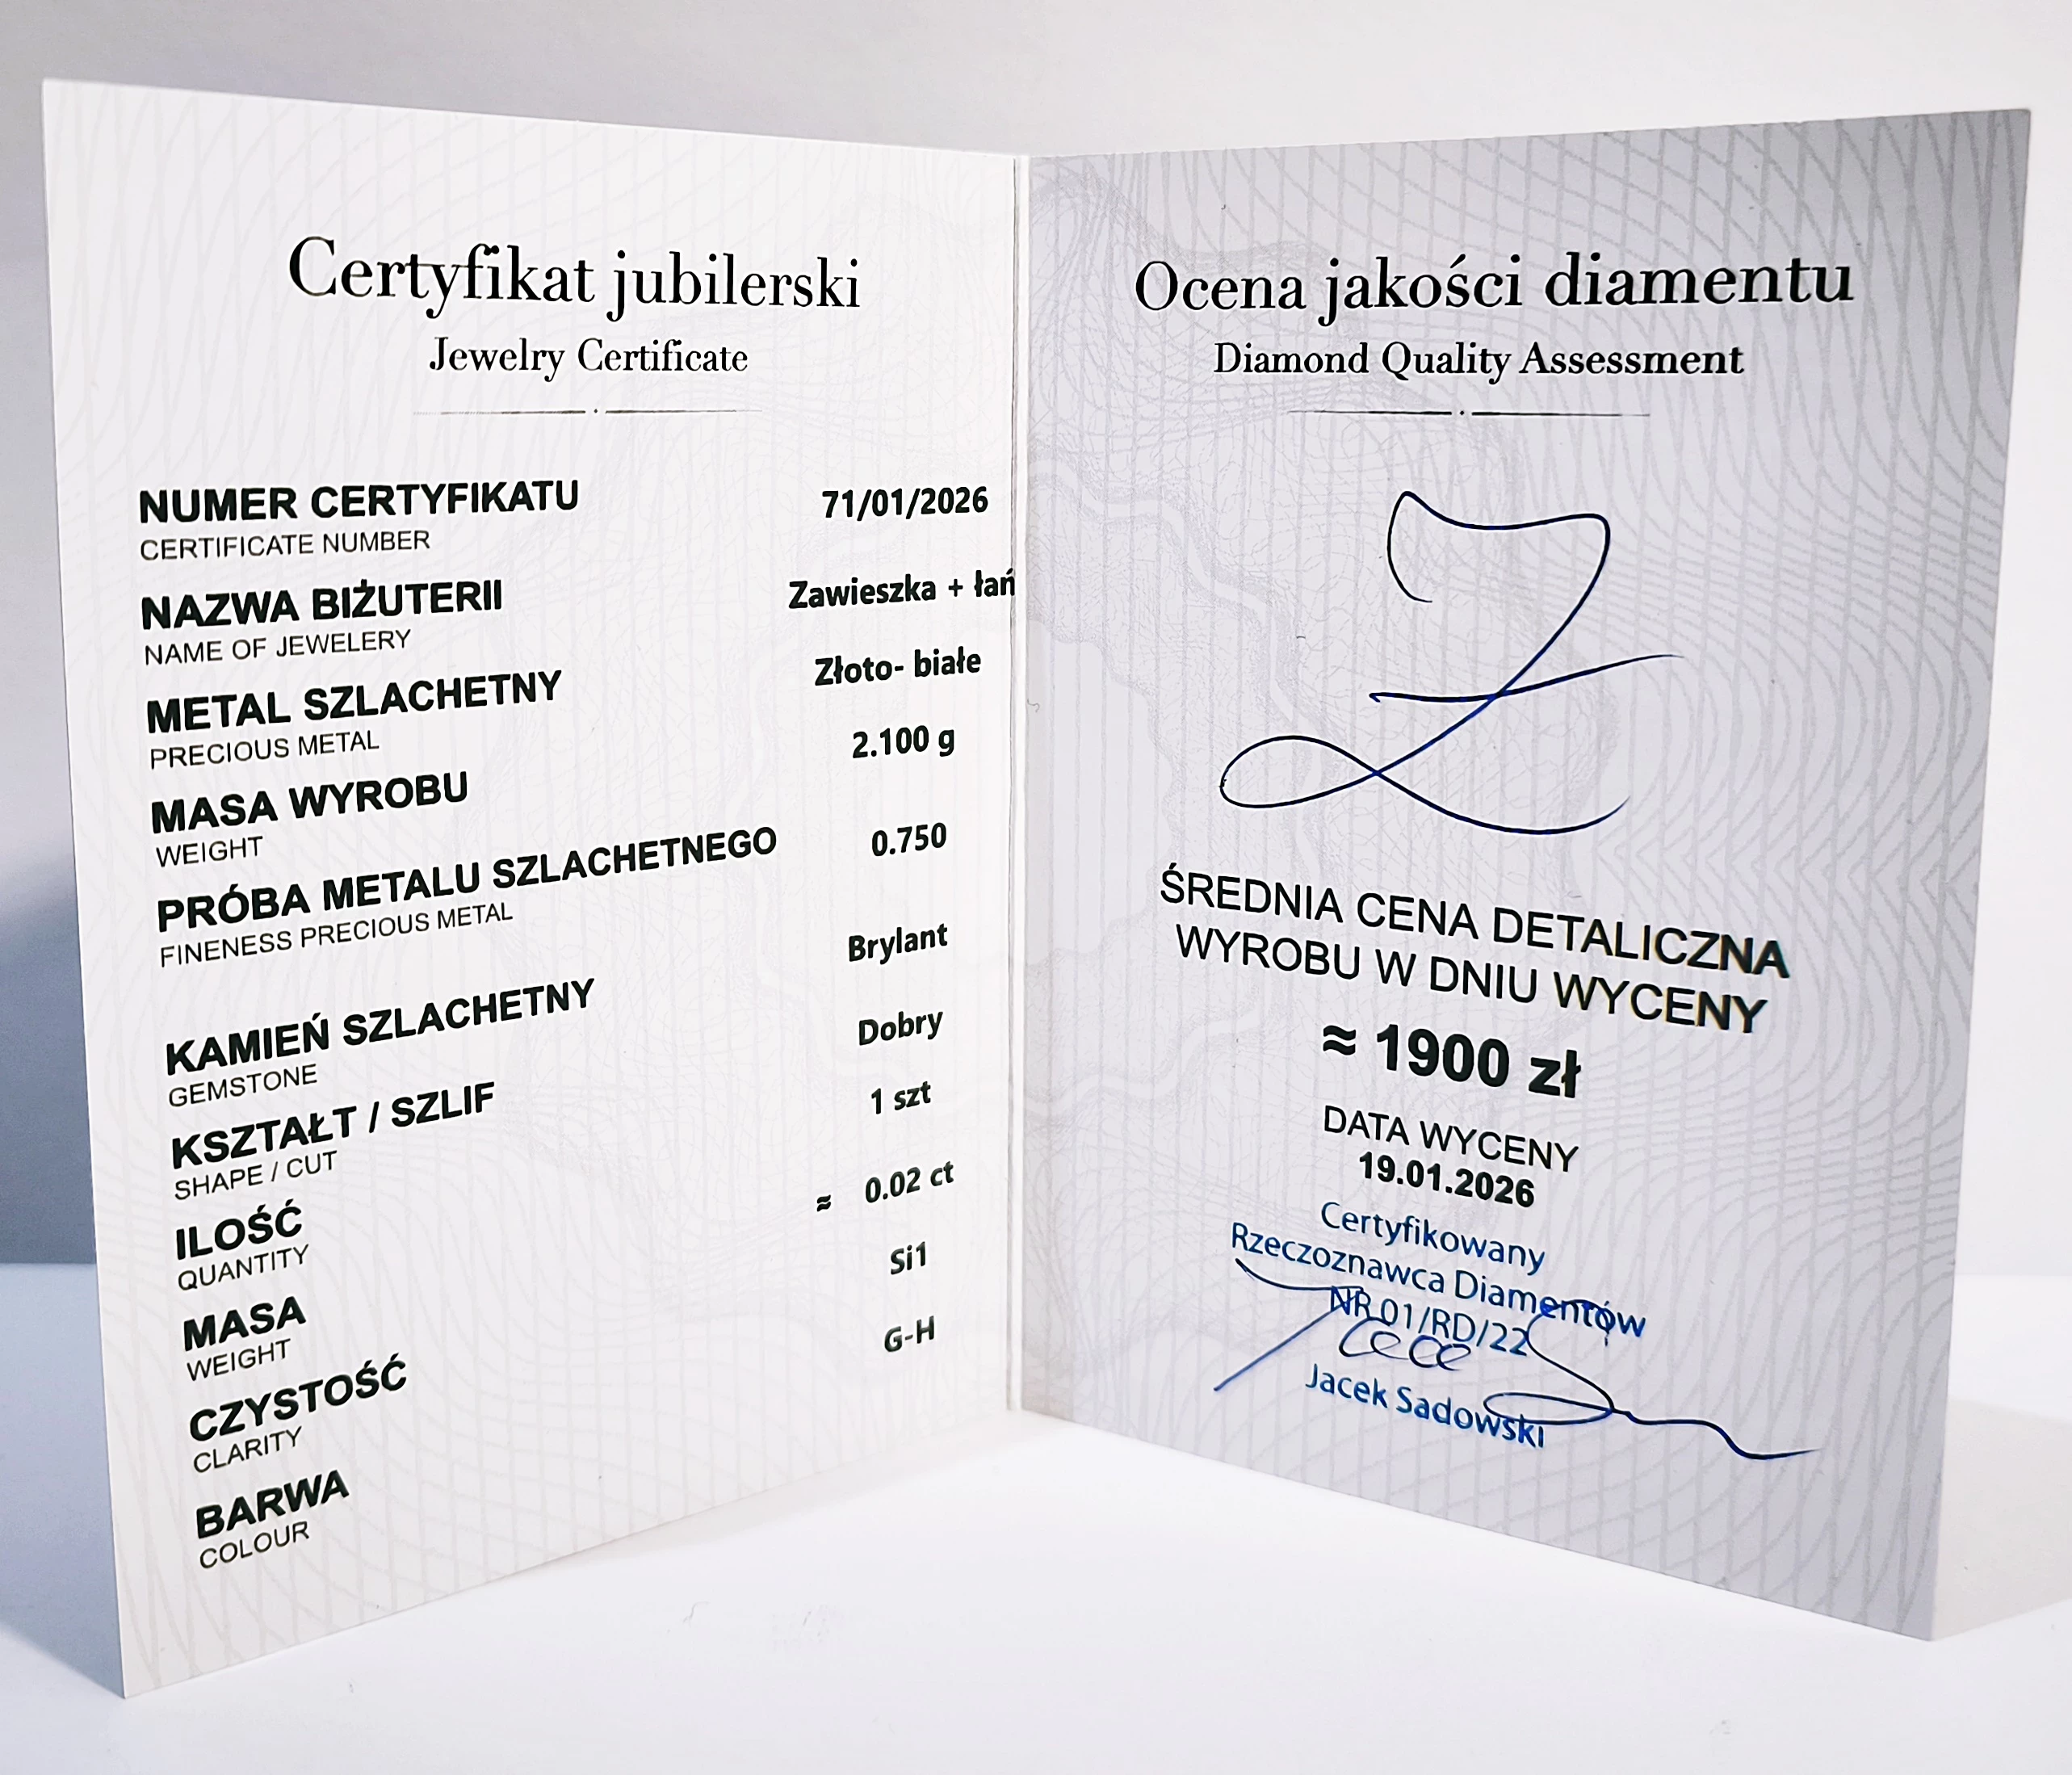 Certyfikat jubilerski
Jewelry Certificate
NUMER CERTYFIKATU 71/01/2026
CERTIFICATE NUMBER
NAZWA BIŻUTERII Zawieszka + łań
NAME OF JEWELERY
METAL SZLACHETNY Złoto- białe
PRECIOUS METAL
MASA WYROBU 2.100 g
WEIGHT
PRÓBA METALU SZLACHETNEGO 0.750
FINENESS PRECIOUS METAL
KAMIEŃ SZLACHETNY Brylant
GEMSTONE
KSZTAŁT / SZLIF Dobry
SHAPE / CUT
ILOŚĆ 1 szt
QUANTITY
MASA ≈ 0.02 ct
WEIGHT
CZYSTOŚĆ Si1
CLARITY
BARWA G-H
COLOUR
Ocena jakości diamentu
Diamond Quality Assessment
ŚREDNIA CENA DETALICZNA
WYROBU W DNIU WYCENY
≈ 1900 zł
DATA WYCENY
19.01.2026
Certyfikowany
Rzeczoznawca Diamentów
NR 01/RD/22
Jacek Sadowski